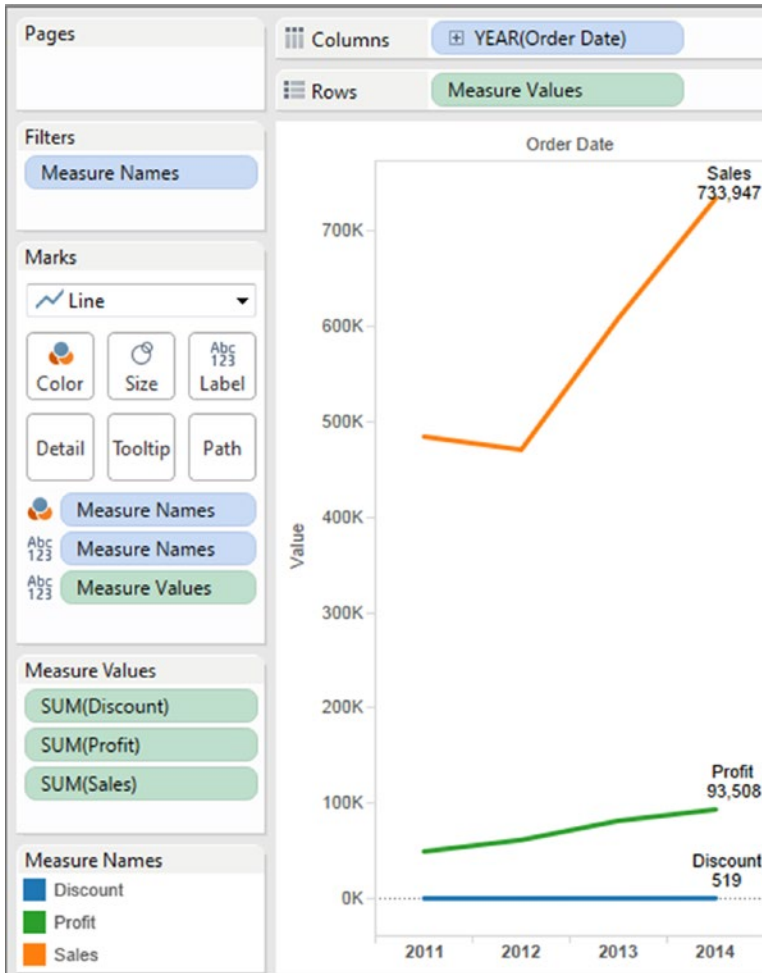 Pages
Columns
YEAR(Order Date)
Rows
Measure Values
Filters
Measure Names
Marks
Line
Color
Size
Abc
123
Label
Detail
Tooltip
Path
Measure Names
Abc
123
Measure Names
Abc
123
Measure Values
Measure Values
SUM(Discount)
SUM(Profit)
SUM(Sales)
Measure Names
Discount
Profit
Sales
Order Date
Sales
733,947
700K
600K
500K
400K
Value
300K
200K
Profit
93,508
100K
Discount
519
0K
2011 2012 2013 2014